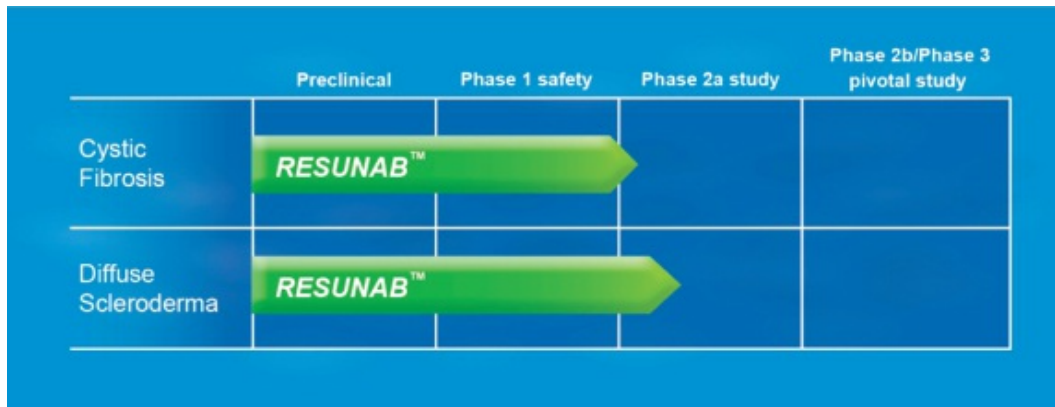 Preclinical Phase 1 safety Phase 2a study Phase 2b/Phase 3
pivotal study
Cystic
Fibrosis
RESUNAB™
Diffuse
Scleroderma
RESUNAB™